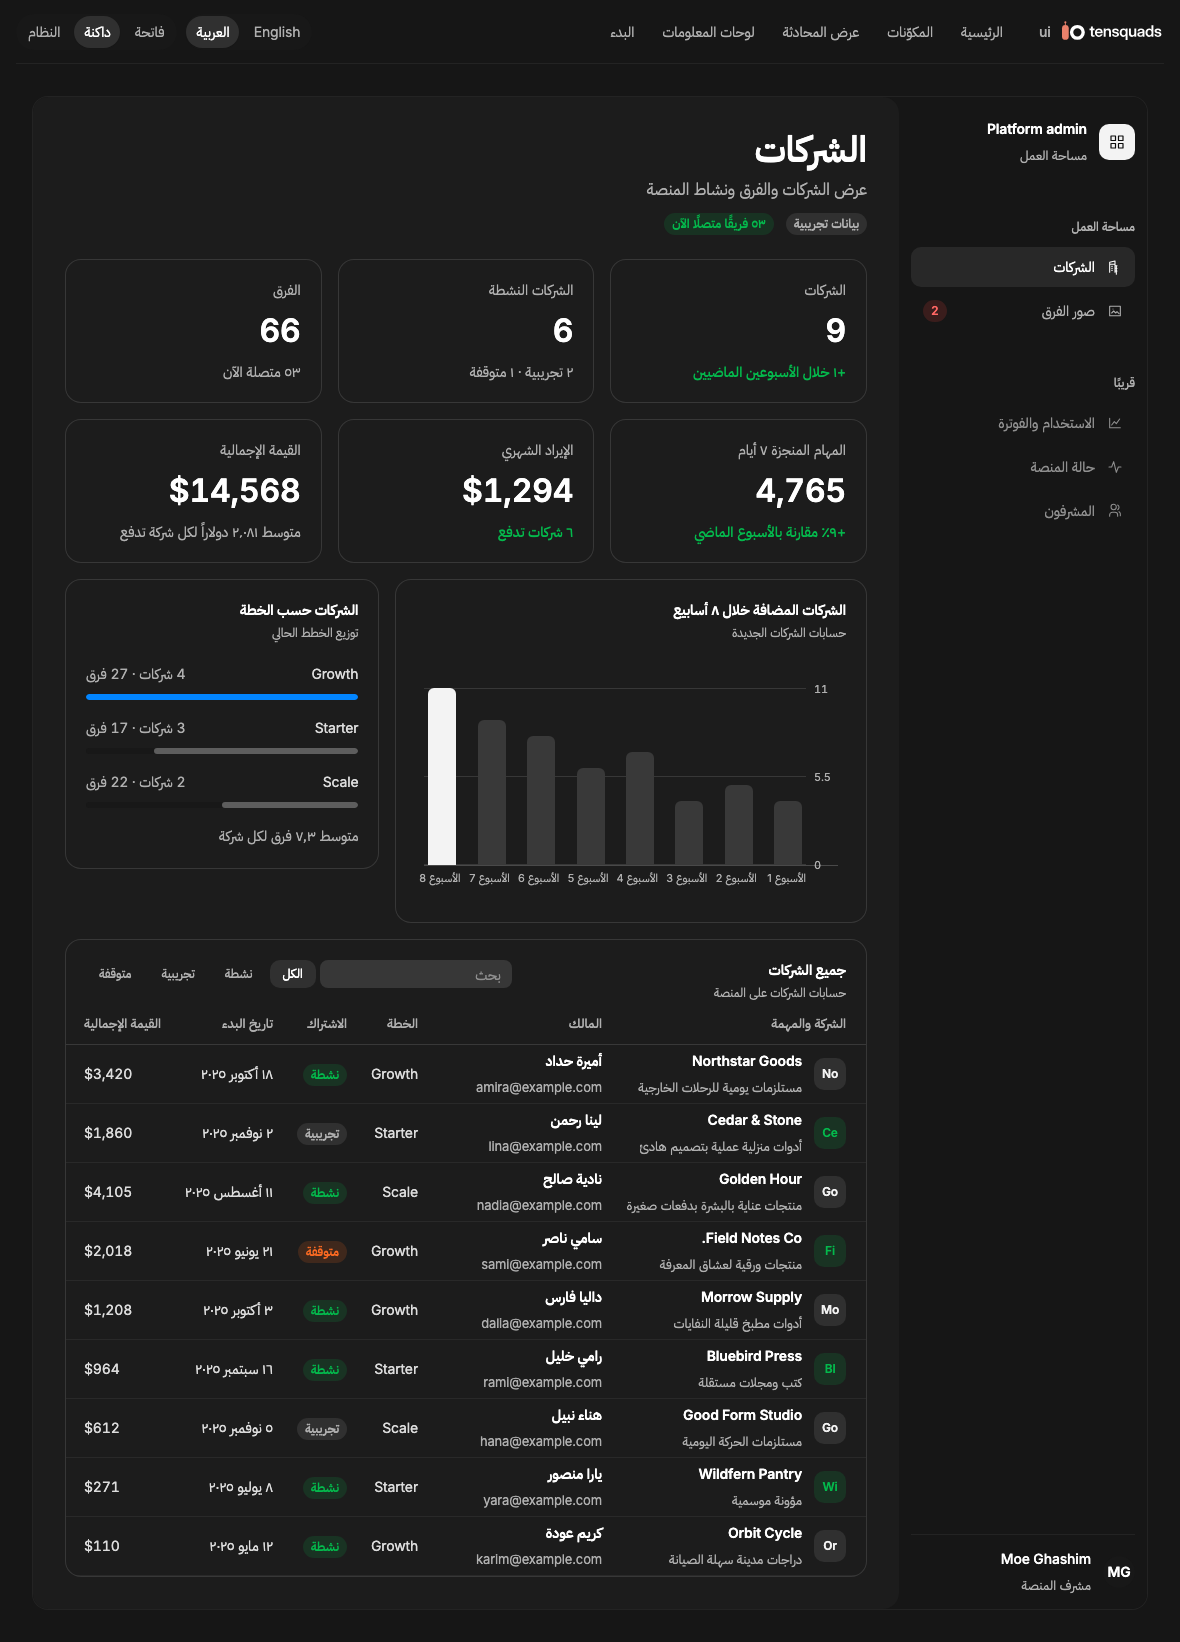 tensquads ui
الرئيسية
المكوّنات
عرض المحادثة
لوحات المعلومات
البدء
English
العربية
فاتحة
داكنة
النظام
Platform admin
مساحة العمل
مساحة العمل
الشركات
صور الفرق 2
قريبًا
الاستخدام والفوترة
حالة المنصة
المشرفون
MG
Moe Ghashim
مشرف المنصة
الشركات
عرض الشركات والفرق ونشاط المنصة
بيانات تجريبية
٥٣ فريقًا متصلًا الآن
الشركات
9
+١ خلال الأسبوعين الماضيين
الشركات النشطة
6
٢ تجريبية · ١ متوقفة
الفرق
66
٥٣ متصلة الآن
المهام المنجزة ٧ أيام
4,765
+٩٪ مقارنة بالأسبوع الماضي
الإيراد الشهري
$1,294
٦ شركات تدفع
القيمة الإجمالية
$14,568
متوسط ٢,٠٨١ دولاراً لكل شركة تدفع
الشركات المضافة خلال ٨ أسابيع
حسابات الشركات الجديدة
11
5.5
0
الأسبوع 1
الأسبوع 2
الأسبوع 3
الأسبوع 4
الأسبوع 5
الأسبوع 6
الأسبوع 7
الأسبوع 8
الشركات حسب الخطة
توزيع الخطط الحالي
Growth 4 شركات · 27 فرق
Starter 3 شركات · 17 فرق
Scale 2 شركات · 22 فرق
متوسط ٧,٣ فرق لكل شركة
جميع الشركات
حسابات الشركات على المنصة
بحث
الكل
نشطة
تجريبية
متوقفة
الشركة والمهمة المالك الخطة الاشتراك تاريخ البدء القيمة الإجمالية
No Northstar Goods أميرة حداد Growth نشطة ١٨ أكتوبر ٢٠٢٥ $3,420
مستلزمات يومية للرحلات الخارجية amira@example.com
Ce Cedar & Stone لينا رحمن Starter تجريبية ٢ نوفمبر ٢٠٢٥ $1,860
أدوات منزلية عملية بتصميم هادئ lina@example.com
Go Golden Hour نادية صالح Scale نشطة ١١ أغسطس ٢٠٢٥ $4,105
منتجات عناية بالبشرة بدفعات صغيرة nadia@example.com
Fi Field Notes Co. سامي ناصر Growth متوقفة ٢١ يونيو ٢٠٢٥ $2,018
منتجات ورقية لعشاق المعرفة sami@example.com
Mo Morrow Supply داليا فارس Growth نشطة ٣ أكتوبر ٢٠٢٥ $1,208
أدوات مطبخ قليلة النفايات dalia@example.com
Bl Bluebird Press رامي خليل Starter نشطة ١٦ سبتمبر ٢٠٢٥ $964
كتب ومجلات مستقلة rami@example.com
Go Good Form Studio هناء نبيل Scale تجريبية ٥ نوفمبر ٢٠٢٥ $612
مستلزمات الحركة اليومية hana@example.com
Wi Wildfern Pantry يارا منصور Starter نشطة ٨ يوليو ٢٠٢٥ $271
مؤونة موسمية yara@example.com
Or Orbit Cycle كريم عودة Growth نشطة ١٢ مايو ٢٠٢٥ $110
دراجات مدينة سهلة الصيانة karim@example.com